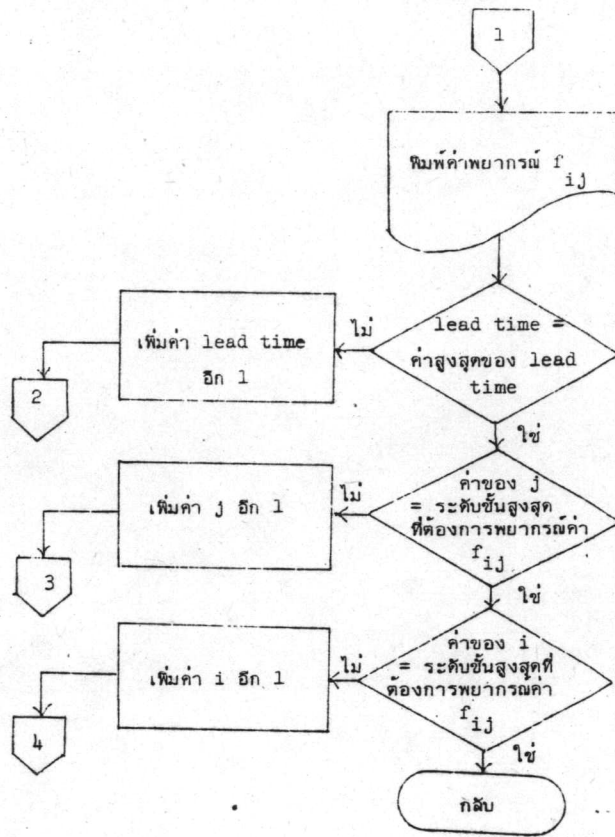 1
พิมพ์ค่าพยากรณ์ f
ij
lead time =
ค่าสูงสุดของ lead
time
ไม่
เพิ่มค่า lead time
อีก 1
2
ใช่
ค่าของ j
= ระดับชั้นสูงสุด
ที่ต้องการพยากรณ์ค่า
f
ij
ไม่
เพิ่มค่า j อีก 1
3
ใช่
ค่าของ i
= ระดับชั้นสูงสุดที่
ต้องการพยากรณ์ค่า
f
ij
ไม่
เพิ่มค่า i อีก 1
4
ใช่
กลับ